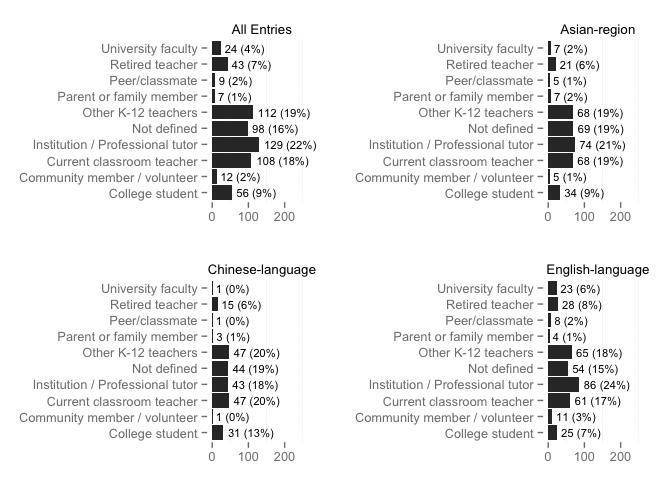 All Entries
University faculty 24 (4%)
Retired teacher 43 (7%)
Peer/classmate 9 (2%)
Parent or family member 7 (1%)
Other K-12 teachers 112 (19%)
Not defined 98 (16%)
Institution / Professional tutor 129 (22%)
Current classroom teacher 108 (18%)
Community member / volunteer 12 (2%)
College student 56 (9%)
0 100 200
Asian-region
University faculty 7 (2%)
Retired teacher 21 (6%)
Peer/classmate 5 (1%)
Parent or family member 7 (2%)
Other K-12 teachers 68 (19%)
Not defined 69 (19%)
Institution / Professional tutor 74 (21%)
Current classroom teacher 68 (19%)
Community member / volunteer 5 (1%)
College student 34 (9%)
0 100 200
Chinese-language
University faculty 1 (0%)
Retired teacher 15 (6%)
Peer/classmate 1 (0%)
Parent or family member 3 (1%)
Other K-12 teachers 47 (20%)
Not defined 44 (19%)
Institution / Professional tutor 43 (18%)
Current classroom teacher 47 (20%)
Community member / volunteer 1 (0%)
College student 31 (13%)
0 100 200
English-language
University faculty 23 (6%)
Retired teacher 28 (8%)
Peer/classmate 8 (2%)
Parent or family member 4 (1%)
Other K-12 teachers 65 (18%)
Not defined 54 (15%)
Institution / Professional tutor 86 (24%)
Current classroom teacher 61 (17%)
Community member / volunteer 11 (3%)
College student 25 (7%)
0 100 200